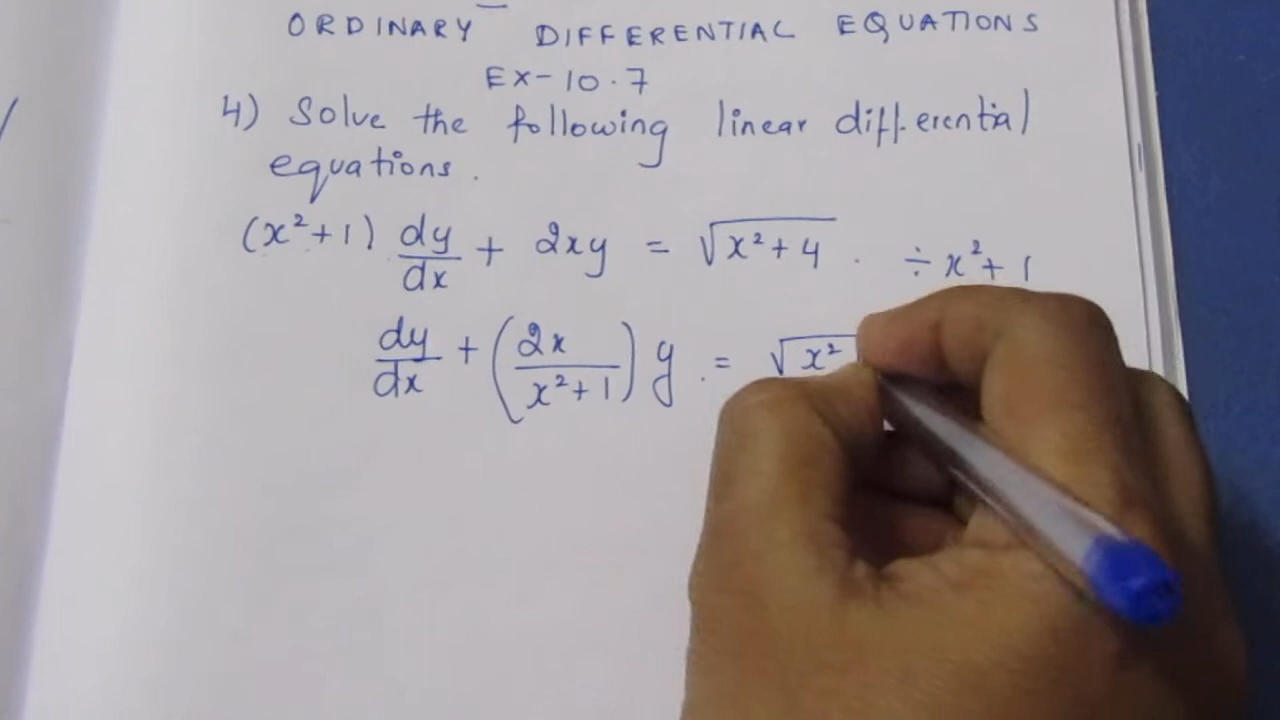 ORDINARY DIFFERENTIAL EQUATIONS
EX-10.7
4) Solve the following linear differential
equations.
(x²+1) dy/dx + 2xy = √(x²+4) . ÷ x²+1
dy/dx + (2x/(x²+1)) y = √x²